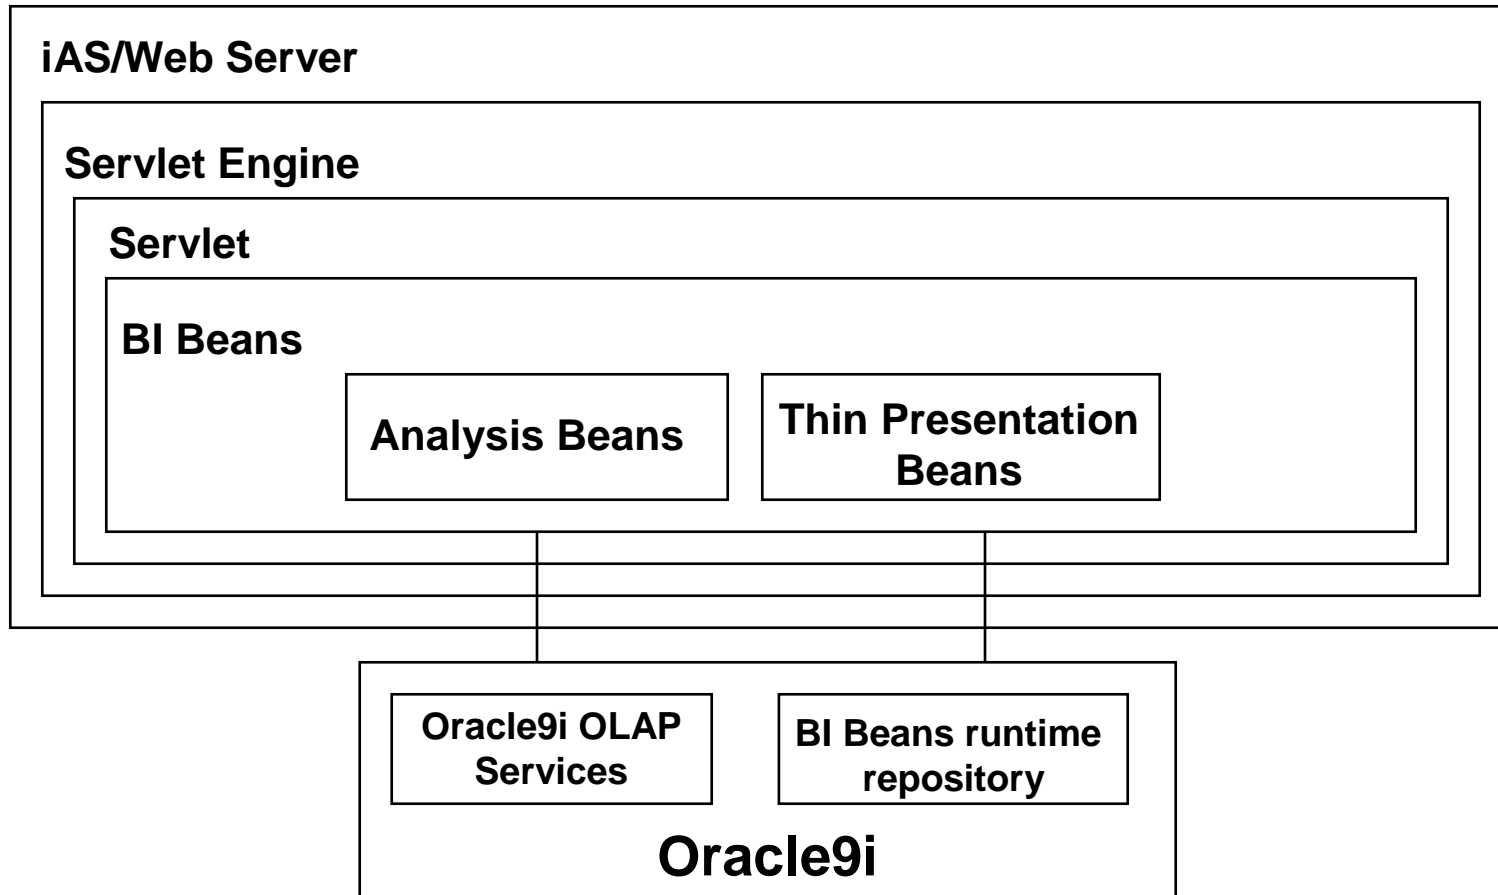 iAS/Web Server
Servlet Engine
Servlet
BI Beans
Analysis Beans
Thin Presentation
Beans
Oracle9i OLAP
Services
BI Beans runtime
repository
Oracle9i